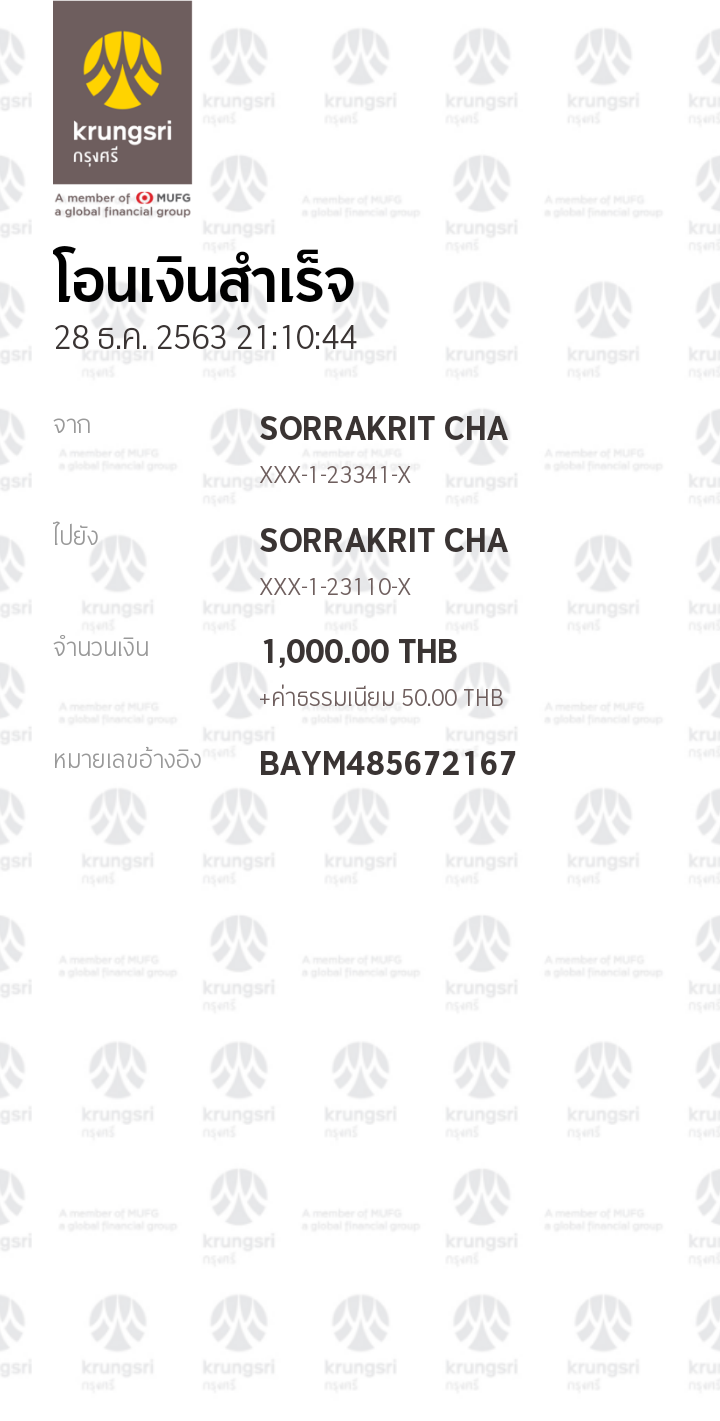 krungsri
กรุงศรี
A member of MUFG
a global financial group
โอนเงินสำเร็จ
28 ธ.ค. 2563 21:10:44
จาก SORRAKRIT CHA
XXX-1-23341-X
ไปยัง SORRAKRIT CHA
XXX-1-23110-X
จำนวนเงิน 1,000.00 THB
+ค่าธรรมเนียม 50.00 THB
หมายเลขอ้างอิง BAYM485672167